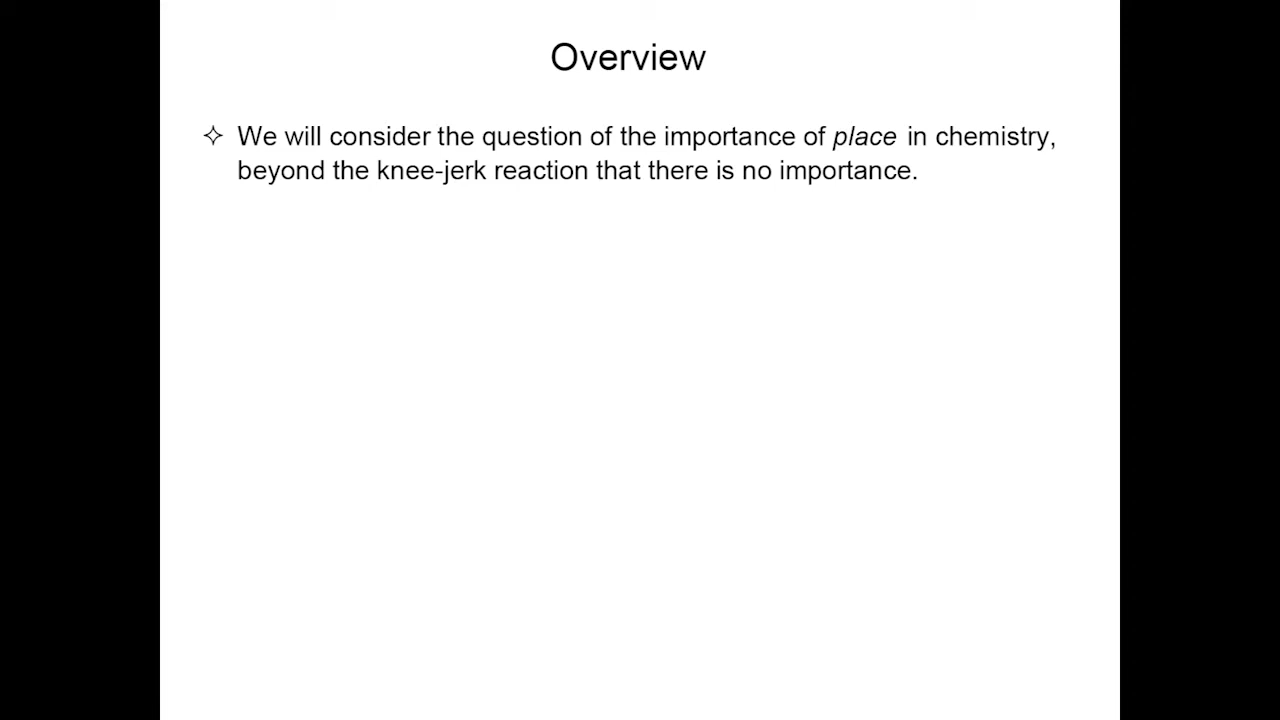 Overview
✧ We will consider the question of the importance of place in chemistry,
beyond the knee-jerk reaction that there is no importance.